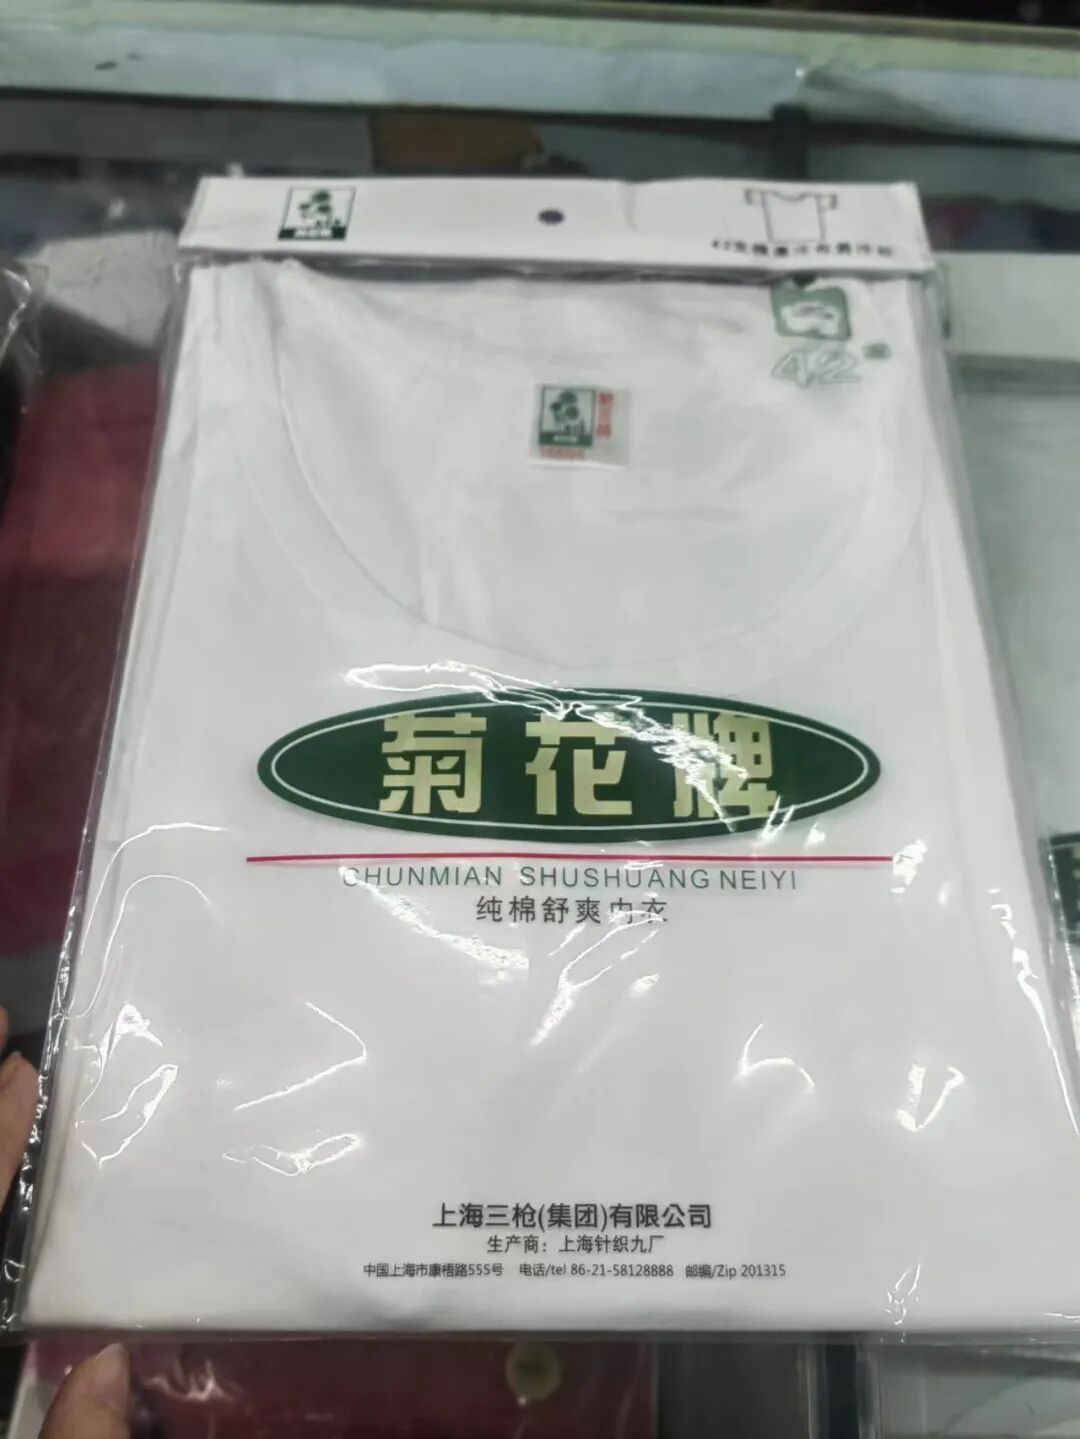 42
菊花牌
CHUNMIAN SHUSHUANG NEIYI
纯棉舒爽内衣
上海三枪(集团)有限公司
生产商：上海针织九厂
中国上海市康梧路555号 电话/tel 86-21-58128888 邮编/Zip 201315